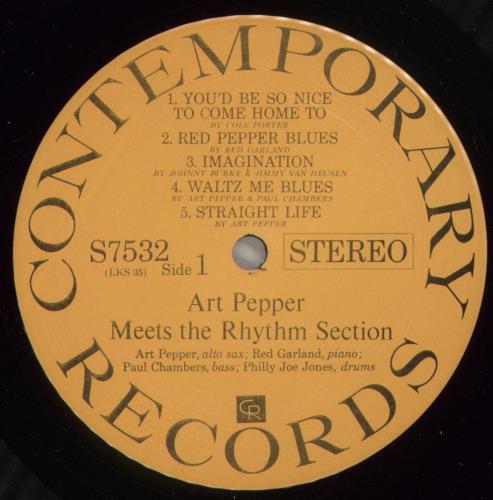 CONTEMPORARY
1. YOU'D BE SO NICE
TO COME HOME TO
BY COLE PORTER
2. RED PEPPER BLUES
BY RED GARLAND
3. IMAGINATION
BY JOHNNY BURKE & JIMMY VAN HEUSEN
4. WALTZ ME BLUES
BY ART PEPPER & PAUL CHAMBERS
5. STRAIGHT LIFE
BY ART PEPPER
S7532
(LKS 35) Side 1
STEREO
Art Pepper
Meets the Rhythm Section
Art Pepper, alto sax; Red Garland, piano;
Paul Chambers, bass; Philly Joe Jones, drums
CR
RECORDS